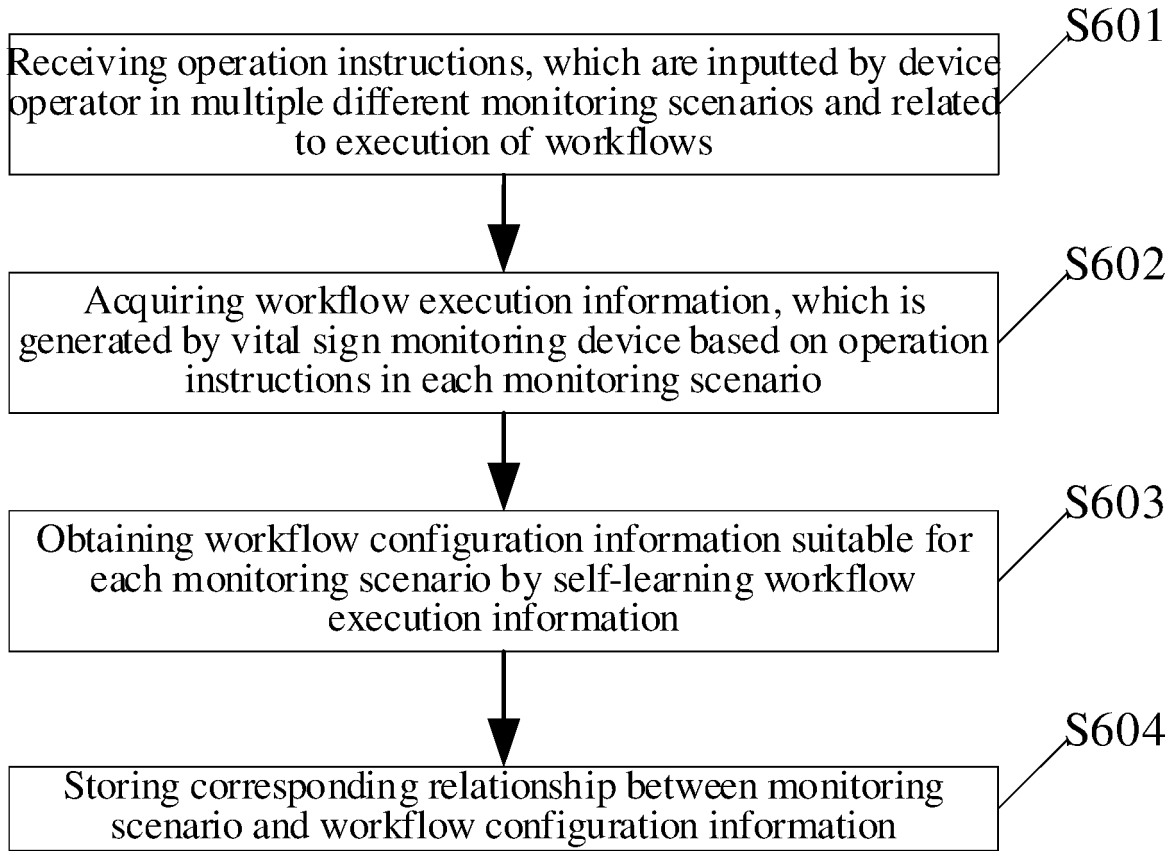 S601
Receiving operation instructions, which are inputted by device
operator in multiple different monitoring scenarios and related
to execution of workflows
S602
Acquiring workflow execution information, which is
generated by vital sign monitoring device based on operation
instructions in each monitoring scenario
S603
Obtaining workflow configuration information suitable for
each monitoring scenario by self-learning workflow
execution information
S604
Storing corresponding relationship between monitoring
scenario and workflow configuration information